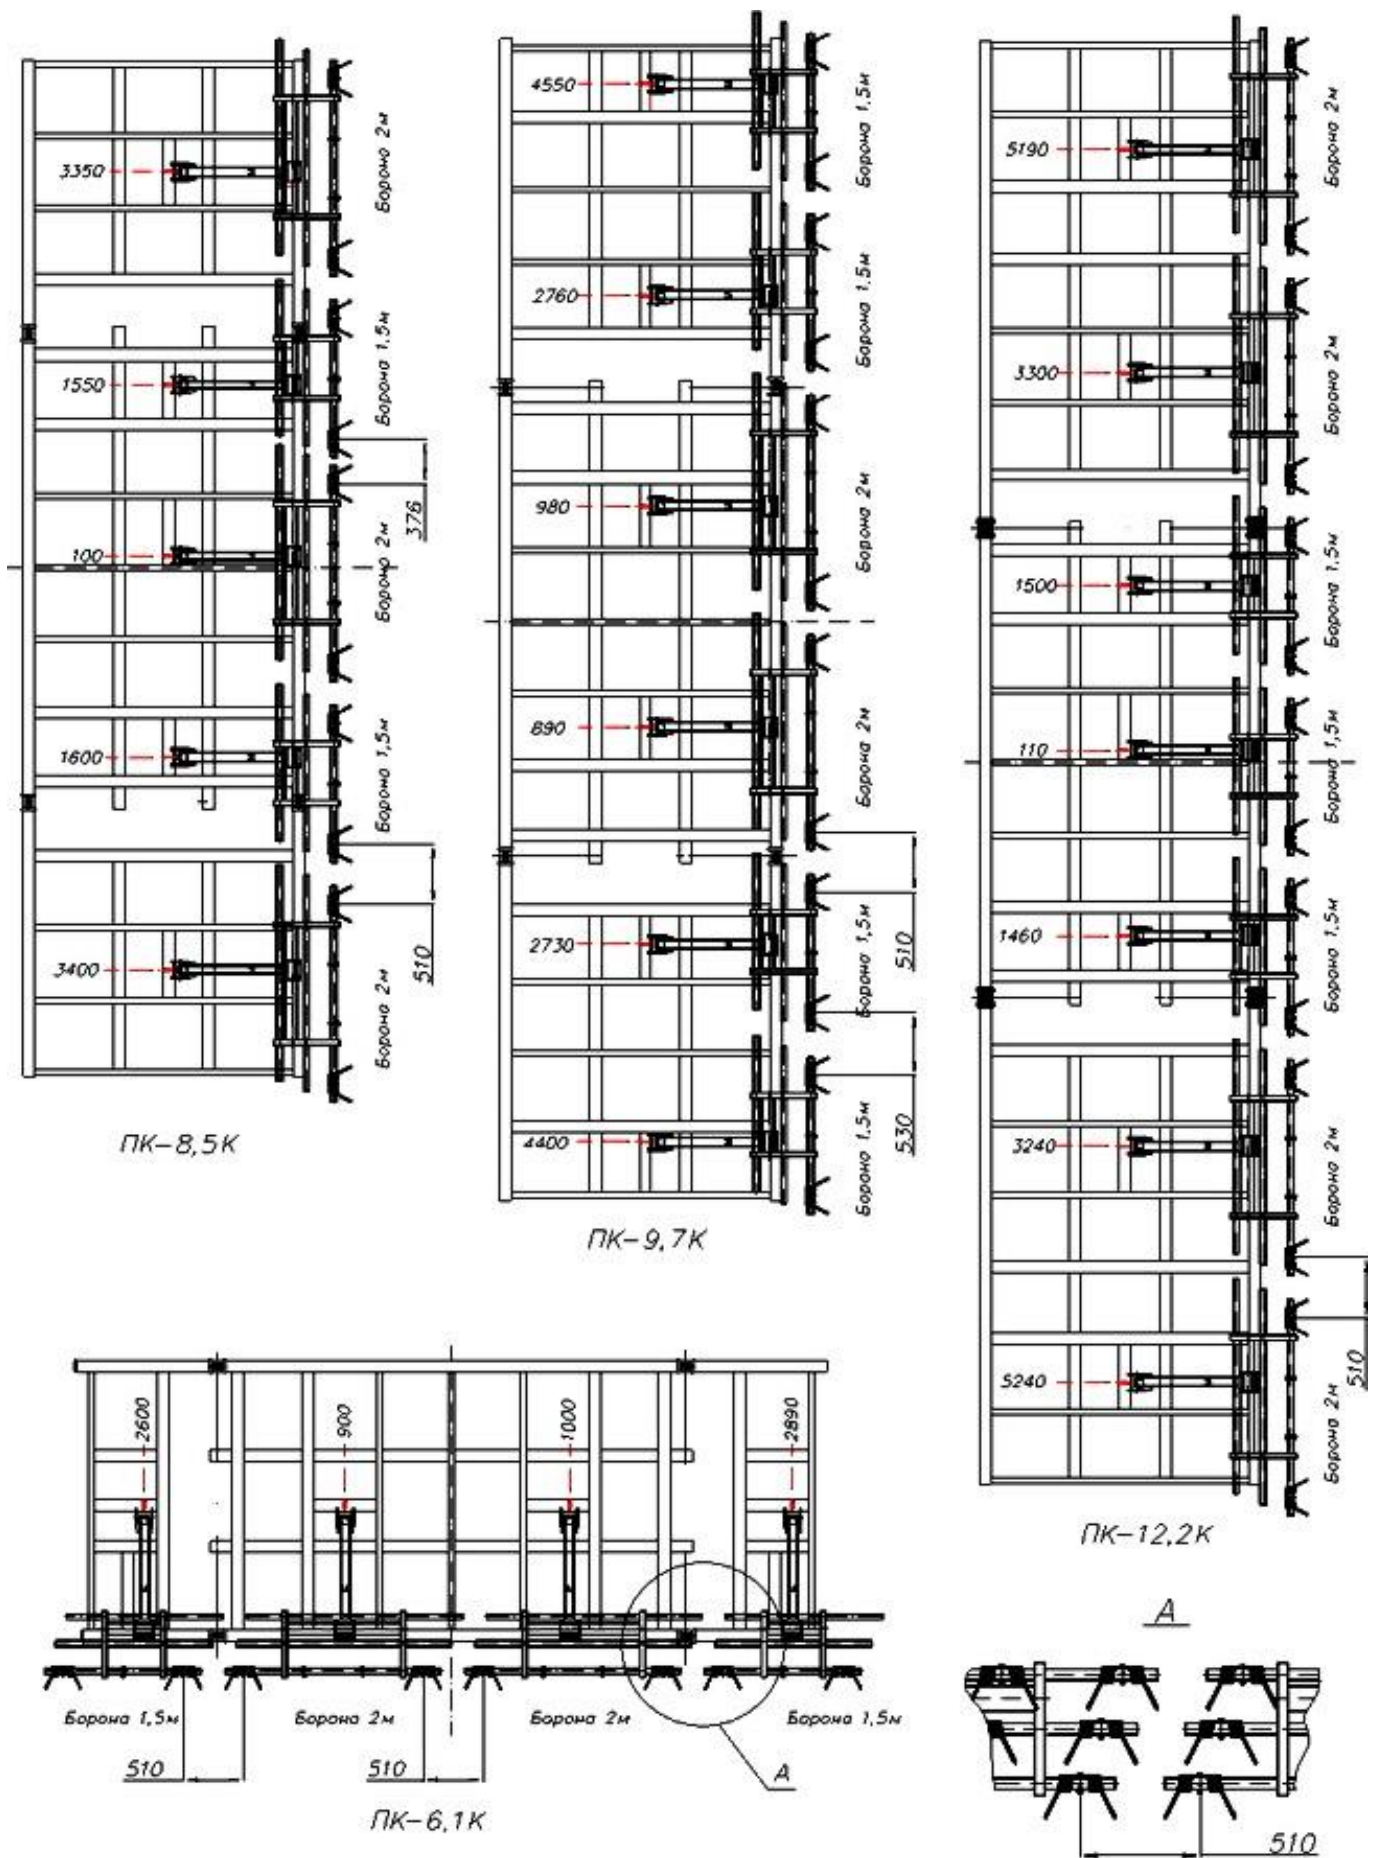 3350
Борона 2м
1550
Борона 1,5м
376
100
Борона 2м
1600
Борона 1,5м
510
3400
Борона 2м
ПК-8,5К
4550
Борона 1,5м
2760
Борона 1,5м
980
Борона 2м
890
Борона 2м
510
2730
Борона 1,5м
530
4400
Борона 1,5м
ПК-9,7К
5190
Борона 2м
3300
Борона 2м
1500
Борона 1,5м
110
Борона 1,5м
1460
Борона 1,5м
3240
Борона 2м
510
5240
Борона 2м
ПК-12,2К
2600
900
1000
2890
Борона 1,5м
Борона 2м
Борона 2м
Борона 1,5м
510
510
А
ПК-6,1К
А
510